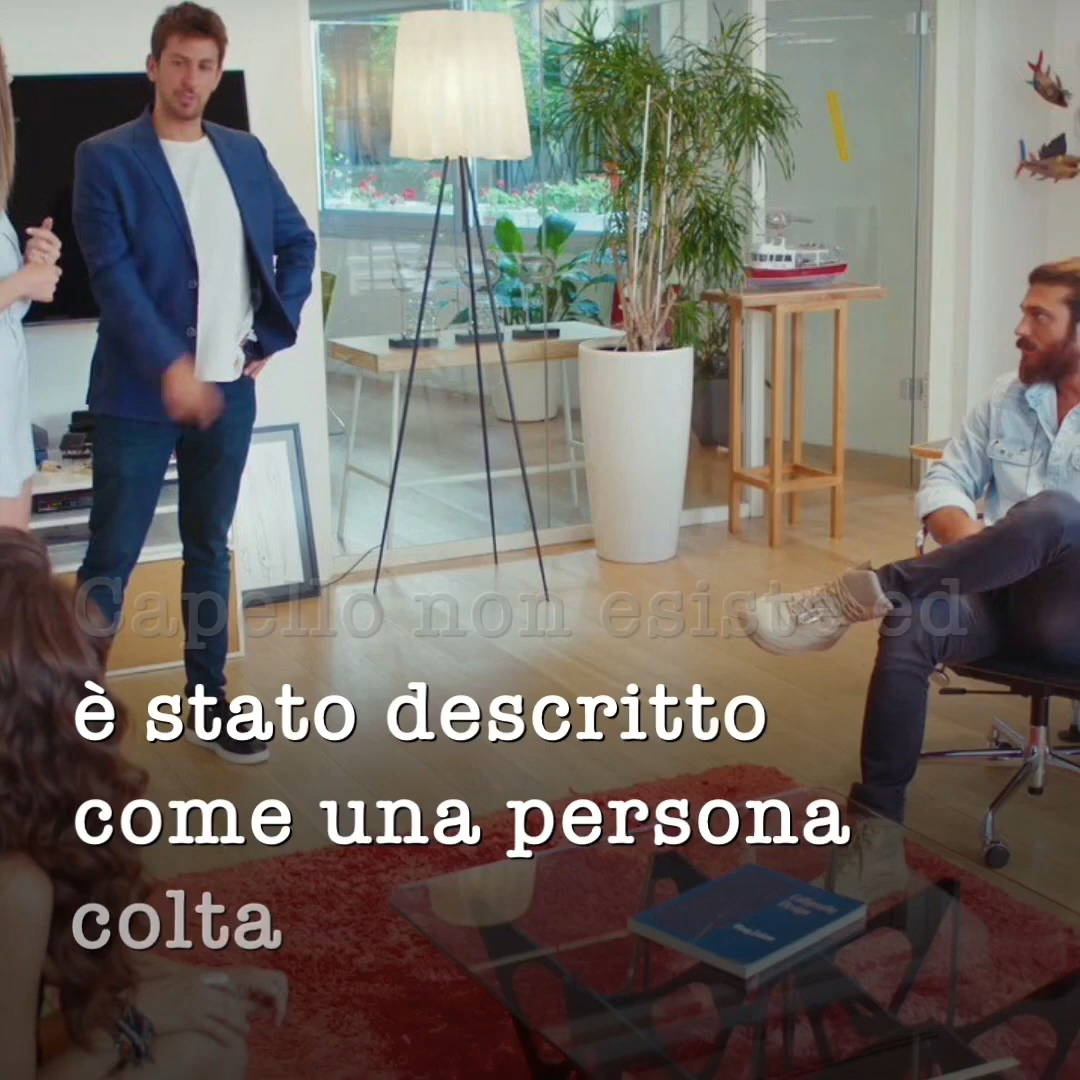 Capello non esiste ed
è stato descritto
come una persona
colta